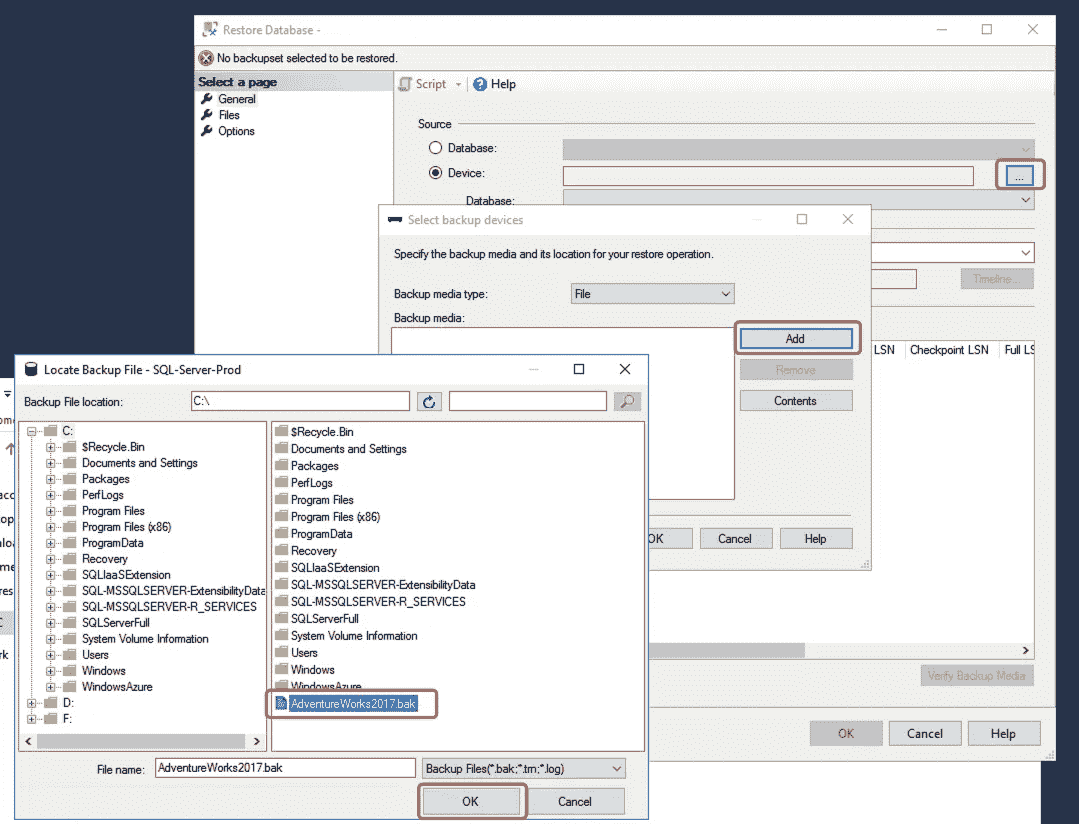 Restore Database -
No backupset selected to be restored.
Select a page
General
Files
Options
Script
Help
Source
Database:
Device:
...
Database:
Timeline...
LSN Checkpoint LSN Full LS
Verify Backup Media
OK Cancel Help
Select backup devices
Specify the backup media and its location for your restore operation.
Backup media type: File
Backup media:
Add
Remove
Contents
OK Cancel Help
Locate Backup File - SQL-Server-Prod
Backup File location: C:\
C:
$Recycle.Bin
Documents and Settings
Packages
PerfLogs
Program Files
Program Files (x86)
ProgramData
Recovery
SQLIaaSExtension
SQL-MSSQLSERVER-ExtensibilityData
SQL-MSSQLSERVER-R_SERVICES
SQLServerFull
System Volume Information
Users
Windows
WindowsAzure
D:
F:
$Recycle.Bin
Documents and Settings
Packages
PerfLogs
Program Files
Program Files (x86)
ProgramData
Recovery
SQLIaaSExtension
SQL-MSSQLSERVER-ExtensibilityData
SQL-MSSQLSERVER-R_SERVICES
SQLServerFull
System Volume Information
Users
Windows
WindowsAzure
AdventureWorks2017.bak
File name: AdventureWorks2017.bak
Backup Files(*.bak;*.trn;*.log)
OK Cancel